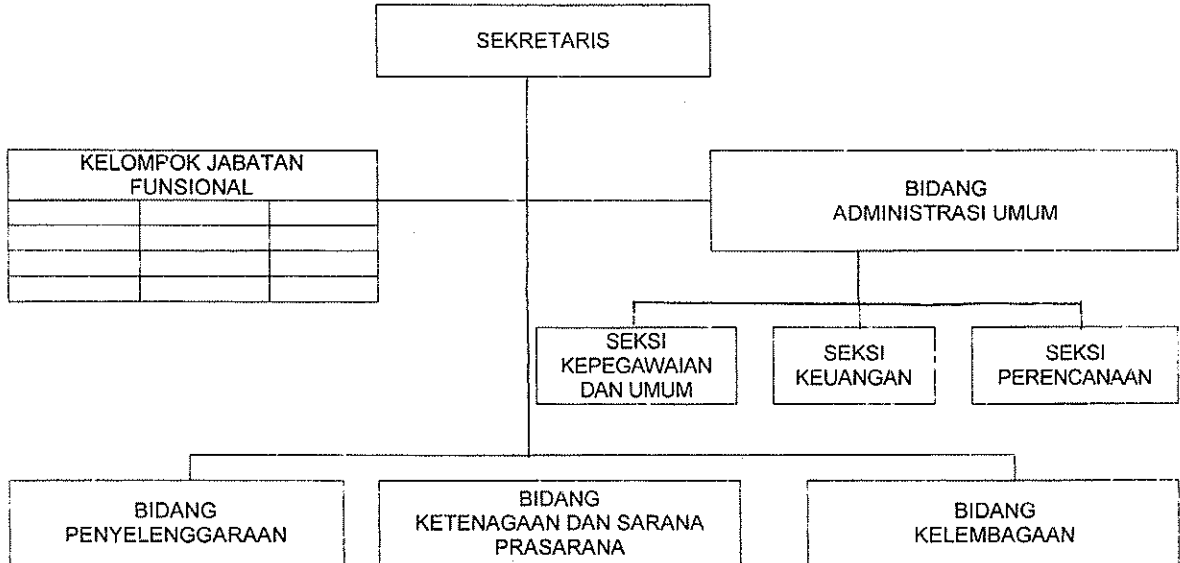 SEKRETARIS
KELOMPOK JABATAN
FUNSIONAL
BIDANG
ADMINISTRASI UMUM
SEKSI
KEPEGAWAIAN
DAN UMUM
SEKSI
KEUANGAN
SEKSI
PERENCANAAN
BIDANG
PENYELENGGARAAN
BIDANG
KETENAGAAN DAN SARANA
PRASARANA
BIDANG
KELEMBAGAAN